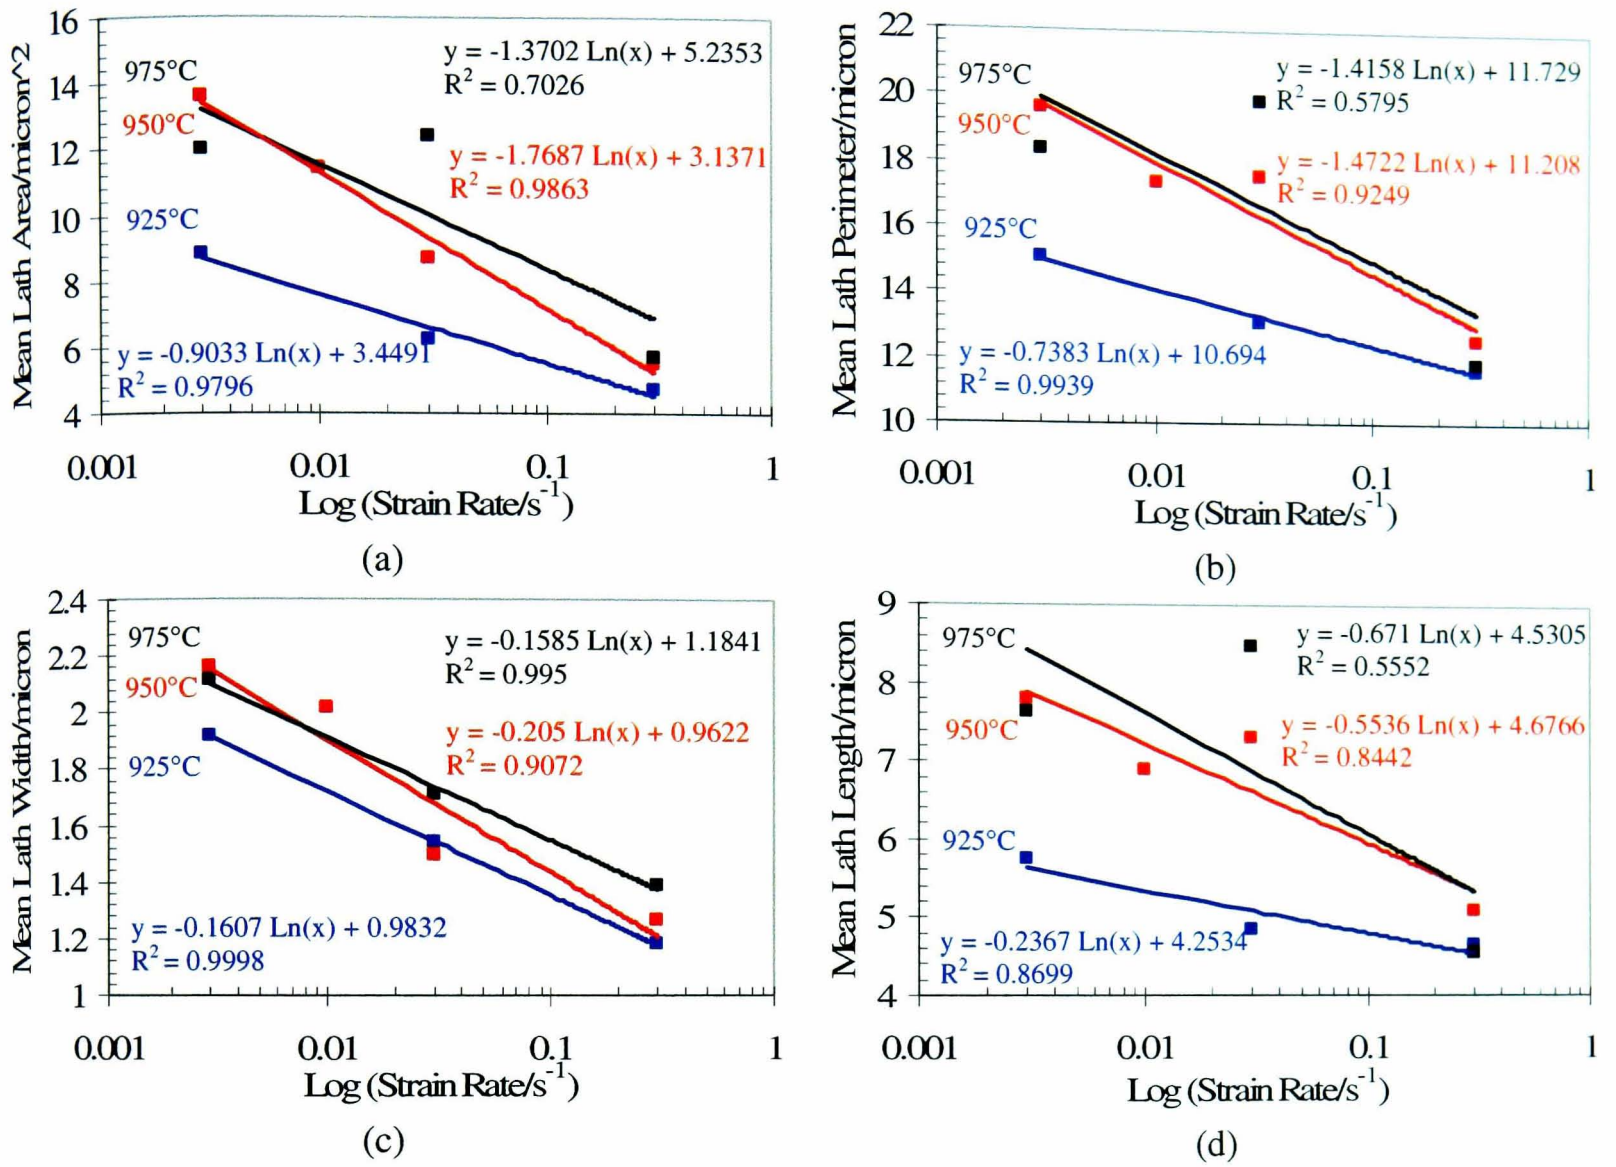 16
14
12
10
8
6
4
Mean Lath Area/micron^2
975°C
950°C
925°C
y = -1.3702 Ln(x) + 5.2353
R² = 0.7026
y = -1.7687 Ln(x) + 3.1371
R² = 0.9863
y = -0.9033 Ln(x) + 3.4491
R² = 0.9796
0.001 0.01 0.1 1
Log (Strain Rate/s⁻¹)
(a)
22
20
18
16
14
12
10
Mean Lath Perimeter/micron
975°C
950°C
925°C
y = -1.4158 Ln(x) + 11.729
R² = 0.5795
y = -1.4722 Ln(x) + 11.208
R² = 0.9249
y = -0.7383 Ln(x) + 10.694
R² = 0.9939
0.001 0.01 0.1 1
Log (Strain Rate/s⁻¹)
(b)
2.4
2.2
2
1.8
1.6
1.4
1.2
1
Mean Lath Width/micron
975°C
950°C
925°C
y = -0.1585 Ln(x) + 1.1841
R² = 0.995
y = -0.205 Ln(x) + 0.9622
R² = 0.9072
y = -0.1607 Ln(x) + 0.9832
R² = 0.9998
0.001 0.01 0.1 1
Log (Strain Rate/s⁻¹)
(c)
9
8
7
6
5
4
Mean Lath Length/micron
975°C
950°C
925°C
y = -0.671 Ln(x) + 4.5305
R² = 0.5552
y = -0.5536 Ln(x) + 4.6766
R² = 0.8442
y = -0.2367 Ln(x) + 4.2534
R² = 0.8699
0.001 0.01 0.1 1
Log (Strain Rate/s⁻¹)
(d)